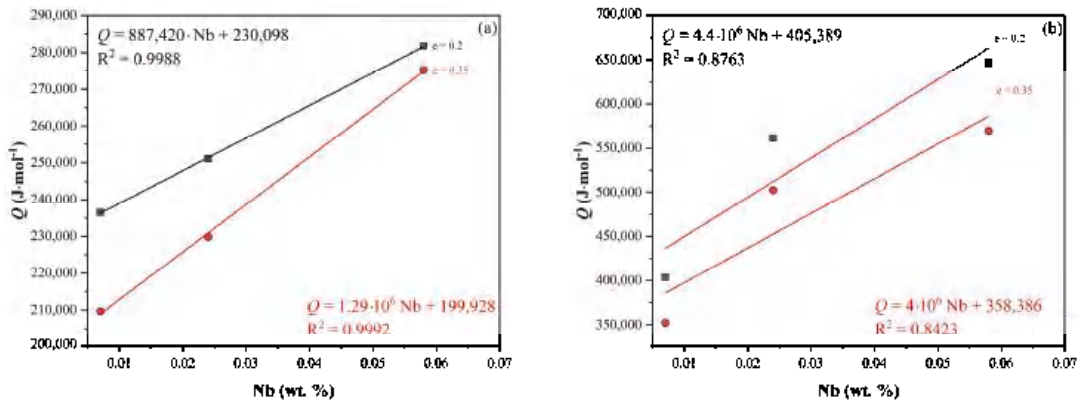 (a)
Q = 887,420· Nb + 230,098
R² = 0.9988
e = 0.2
e = 0.35
Q = 1.29·10⁶ Nb + 199,928
R² = 0.9992
290,000
280,000
270,000
260,000
250,000
240,000
230,000
220,000
210,000
200,000
Q (J·mol⁻¹)
0.01 0.02 0.03 0.04 0.05 0.06 0.07
Nb (wt. %)
(b)
Q = 4.4·10⁶ Nb + 405,389
R² = 0.8763
e = 0.2
e = 0.35
Q = 4·10⁶ Nb + 358,386
R² = 0.8423
700,000
650,000
600,000
550,000
500,000
450,000
400,000
350,000
Q (J·mol⁻¹)
0.01 0.02 0.03 0.04 0.05 0.06 0.07
Nb (wt. %)